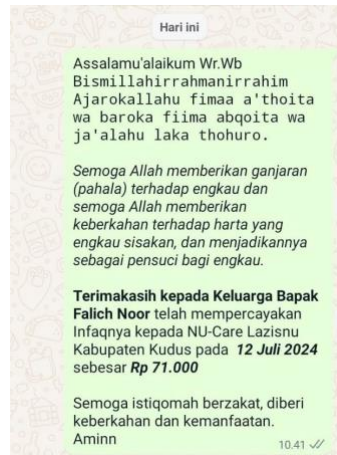 Hari ini
Assalamu'alaikum Wr.Wb
Bismillahirrahmanirrahim
Ajarokallahu fimaa a'thoita
wa baroka fiima abqoita wa
ja'alahu laka thohuro.
Semoga Allah memberikan ganjaran
(pahala) terhadap engkau dan
semoga Allah memberikan
keberkahan terhadap harta yang
engkau sisakan, dan menjadikannya
sebagai pensuci bagi engkau.
Terimakasih kepada Keluarga Bapak
Falich Noor telah mempercayakan
Infaqnya kepada NU-Care Lazisnu
Kabupaten Kudus pada 12 Juli 2024
sebesar Rp 71.000
Semoga istiqomah berzakat, diberi
keberkahan dan kemanfaatan.
Aminn
10.41